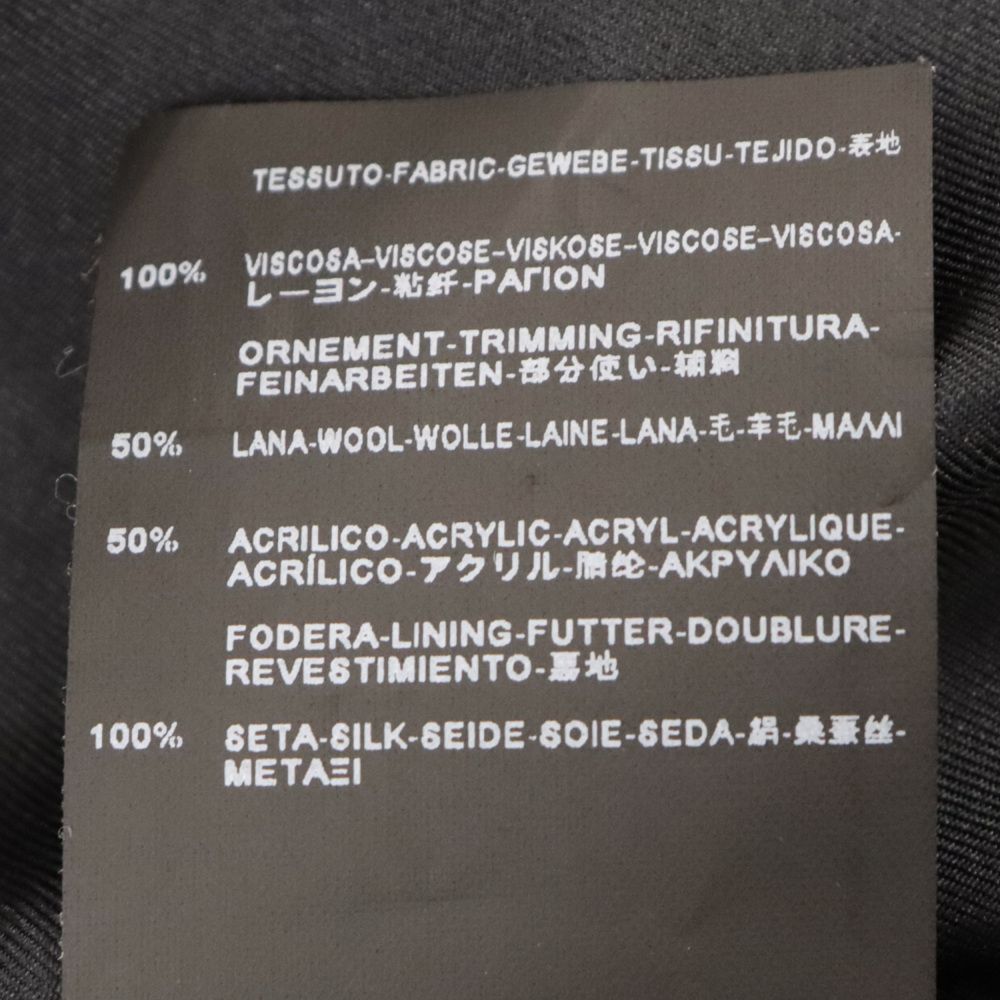 TESSUTO-FABRIC-GEWEBE-TISSU-TEJIDO-表地
100% VISCOSA-VISCOSE-VISKOSE-VISCOSE-VISCOSA-
レーヨン-粘纤-ΡΑΓΙΟΝ
ORNEMENT-TRIMMING-RIFINITURA-
FEINARBEITEN-部分使い-辅料
50% LANA-WOOL-WOLLE-LAINE-LANA-毛-羊毛-ΜΑΛΛΙ
50% ACRILICO-ACRYLIC-ACRYL-ACRYLIQUE-
ACRÍLICO-アクリル-腈纶-ΑΚΡΥΛΙΚΟ
FODERA-LINING-FUTTER-DOUBLURE-
REVESTIMIENTO-裏地
100% SETA-SILK-SEIDE-SOIE-SEDA-絹-桑蚕丝-
ΜΕΤΑΞΙ